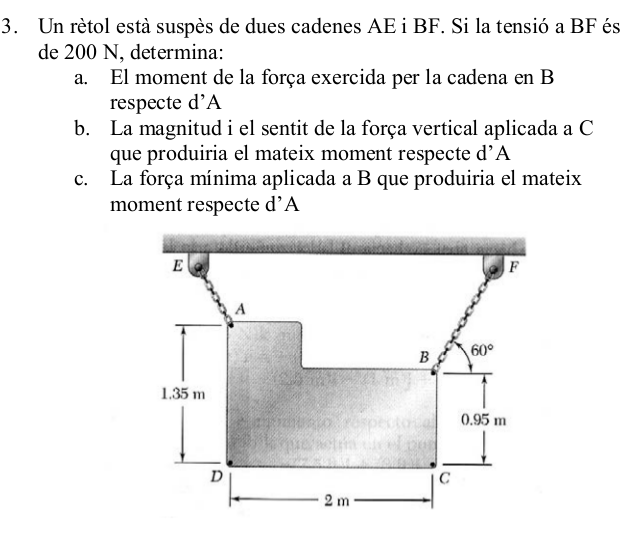 3. Un rètol està suspès de dues cadenes AE i BF. Si la tensió a BF és
de 200 N, determina:
a. El moment de la força exercida per la cadena en B
respecte d’A
b. La magnitud i el sentit de la força vertical aplicada a C
que produiria el mateix moment respecte d’A
c. La força mínima aplicada a B que produiria el mateix
moment respecte d’A
E
F
A
B
60°
1.35 m
0.95 m
D
C
2 m